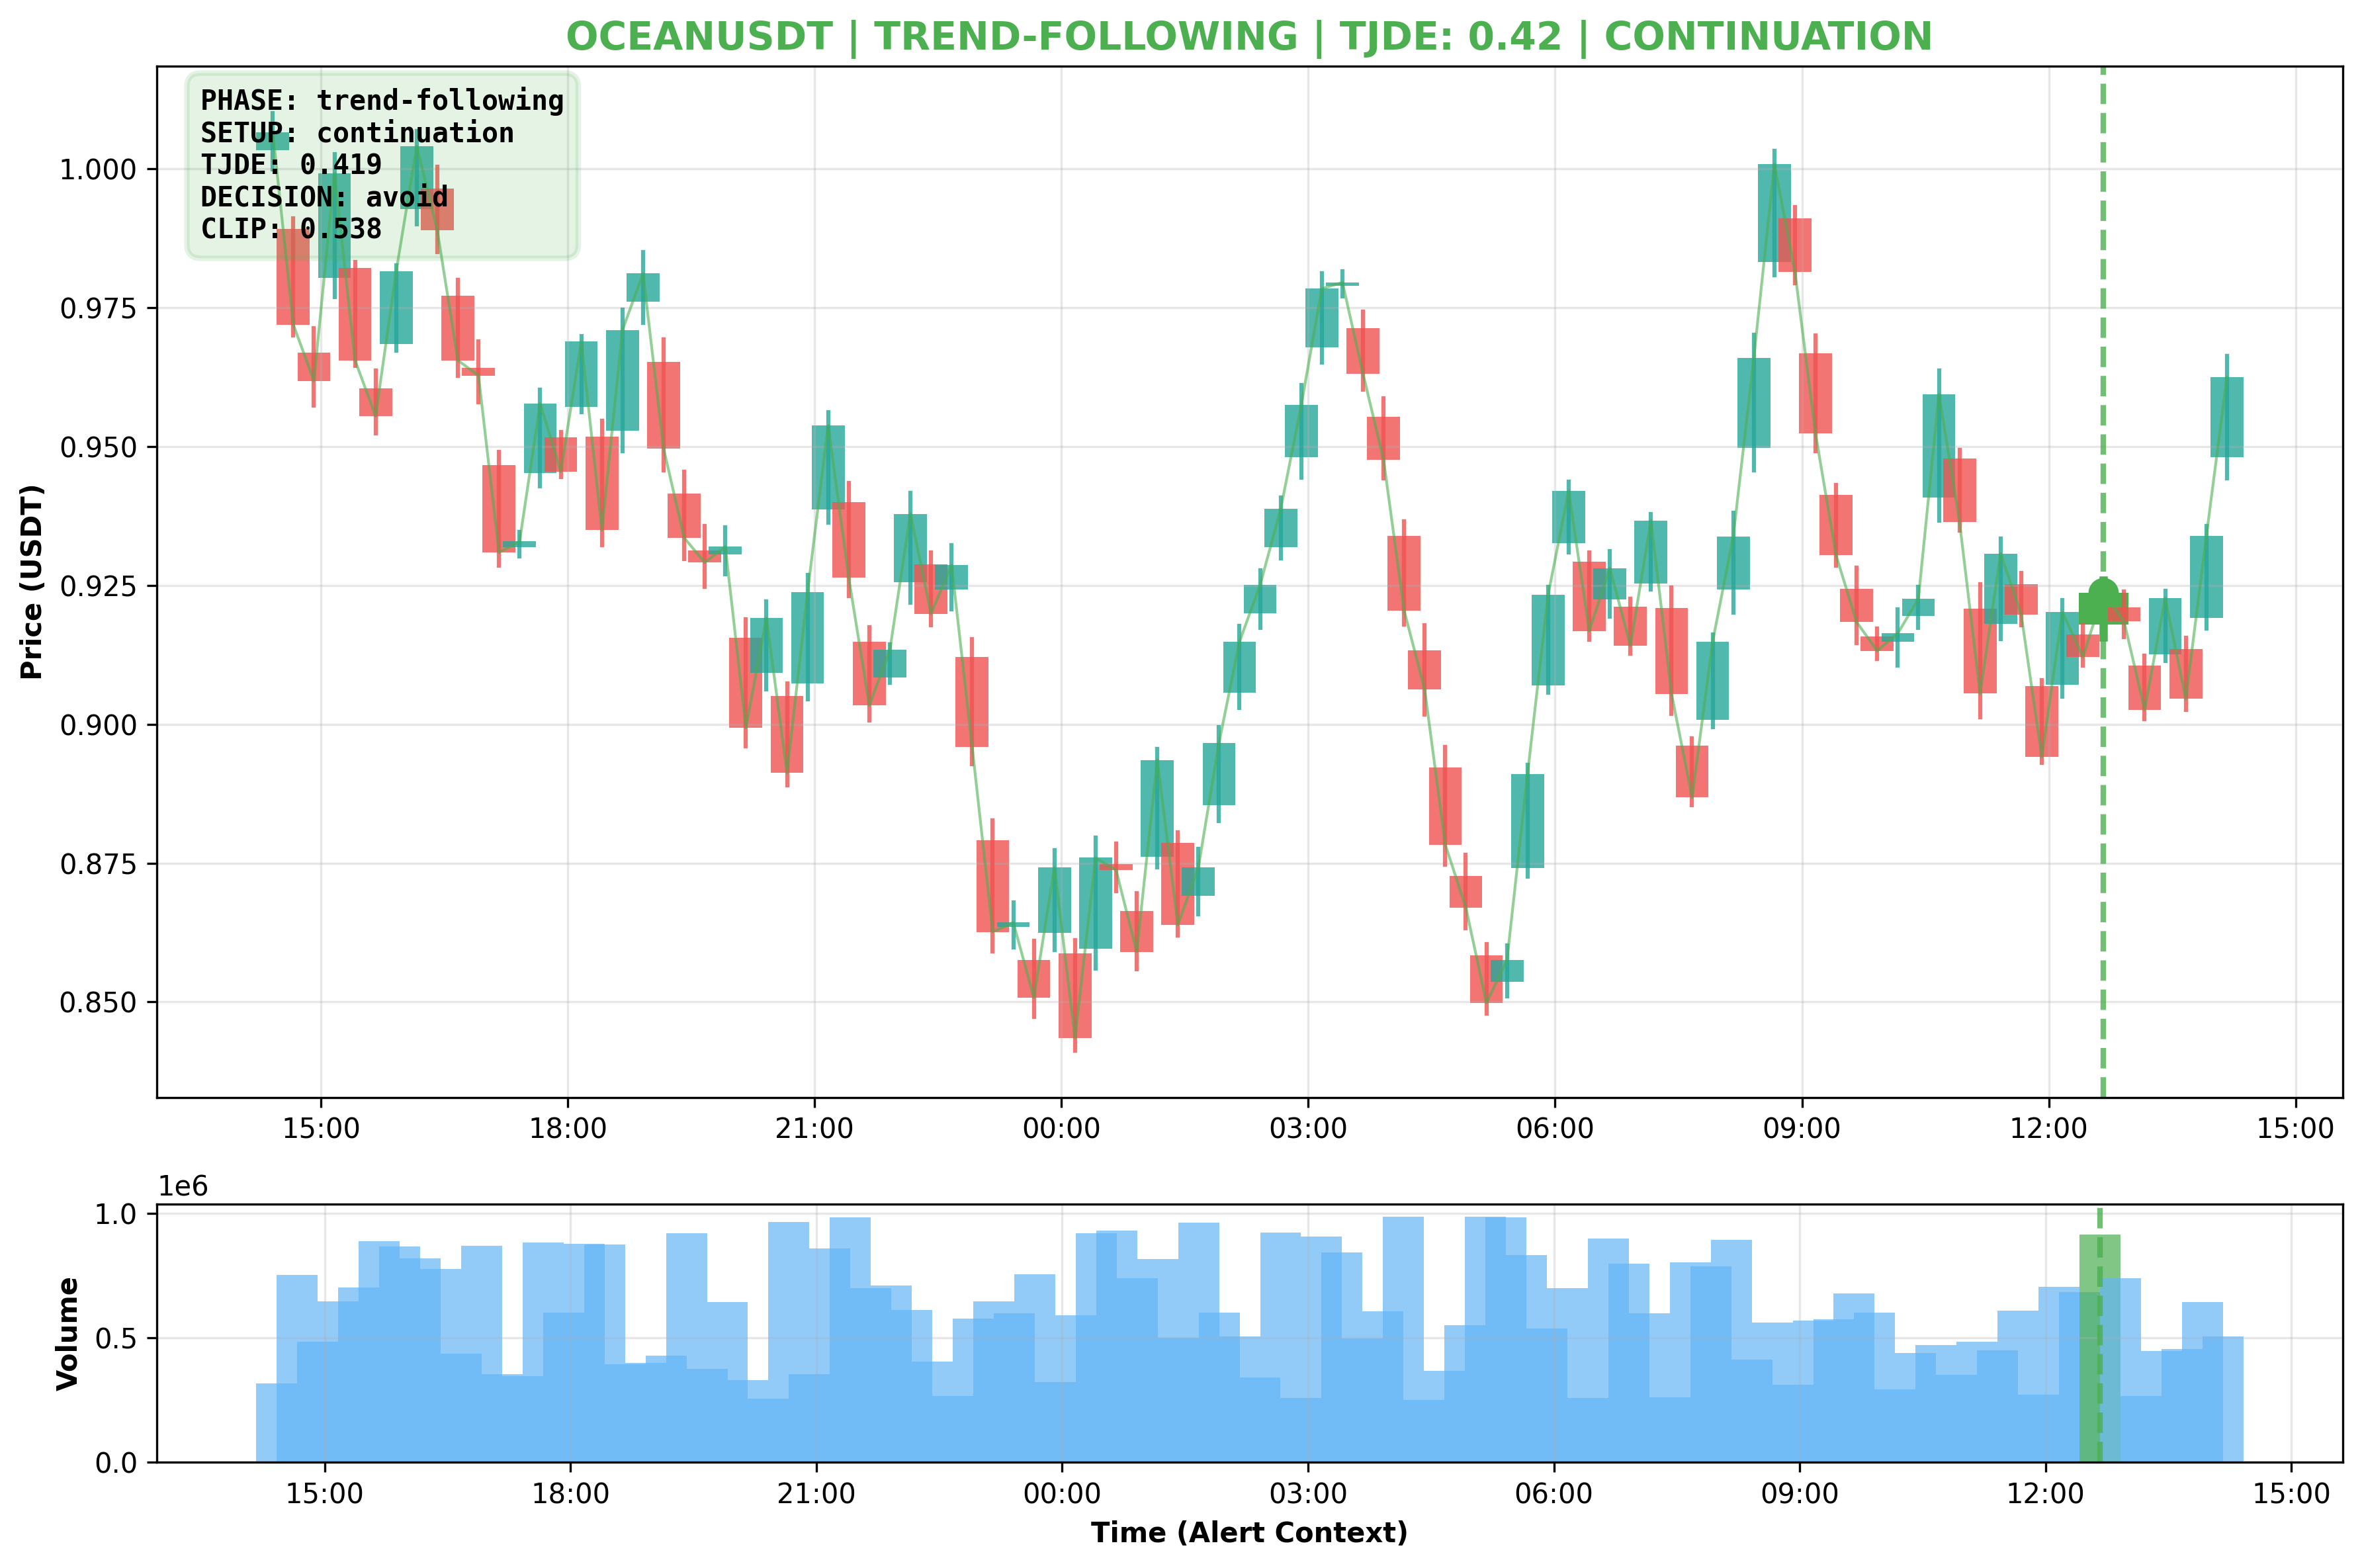 OCEANUSDT | TREND-FOLLOWING | TJDE: 0.42 | CONTINUATION
PHASE: trend-following
SETUP: continuation
TJDE: 0.419
DECISION: avoid
CLIP: 0.538
Price (USDT)
1.000
0.975
0.950
0.925
0.900
0.875
0.850
15:00 18:00 21:00 00:00 03:00 06:00 09:00 12:00 15:00
1e6
Volume
1.0
0.5
0.0
15:00 18:00 21:00 00:00 03:00 06:00 09:00 12:00 15:00
Time (Alert Context)